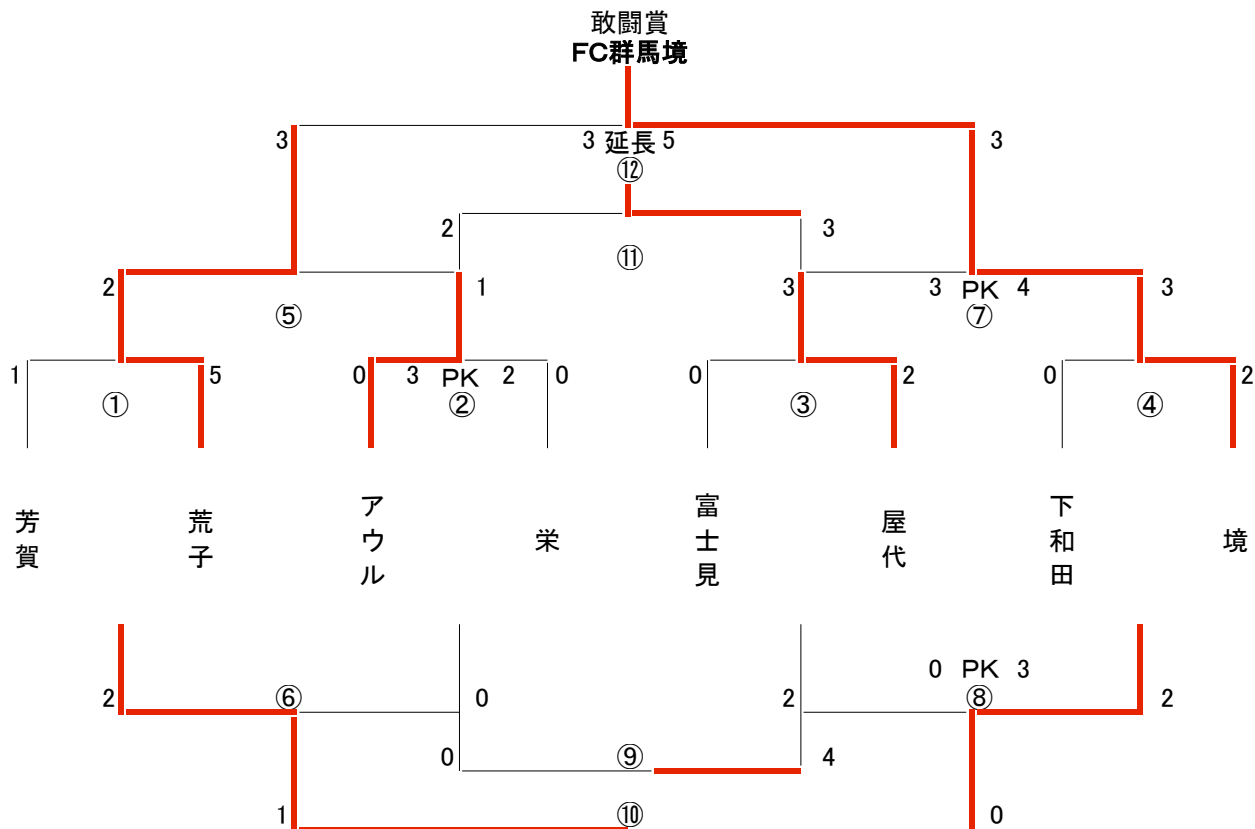 敢闘賞
FC群馬境
3 3 延長 5 3
⑫
2 3
⑪
2 1 3 3 PK 4 3
⑤ ⑦
1 5 0 3 PK 2 0 0 2 0 2
① ② ③ ④
芳賀 荒子 アウル 栄 富士見 屋代 下和田 境
0 PK 3
2 ⑥ 0 2 ⑧ 2
0 ⑨ 4
1 ⑩ 0